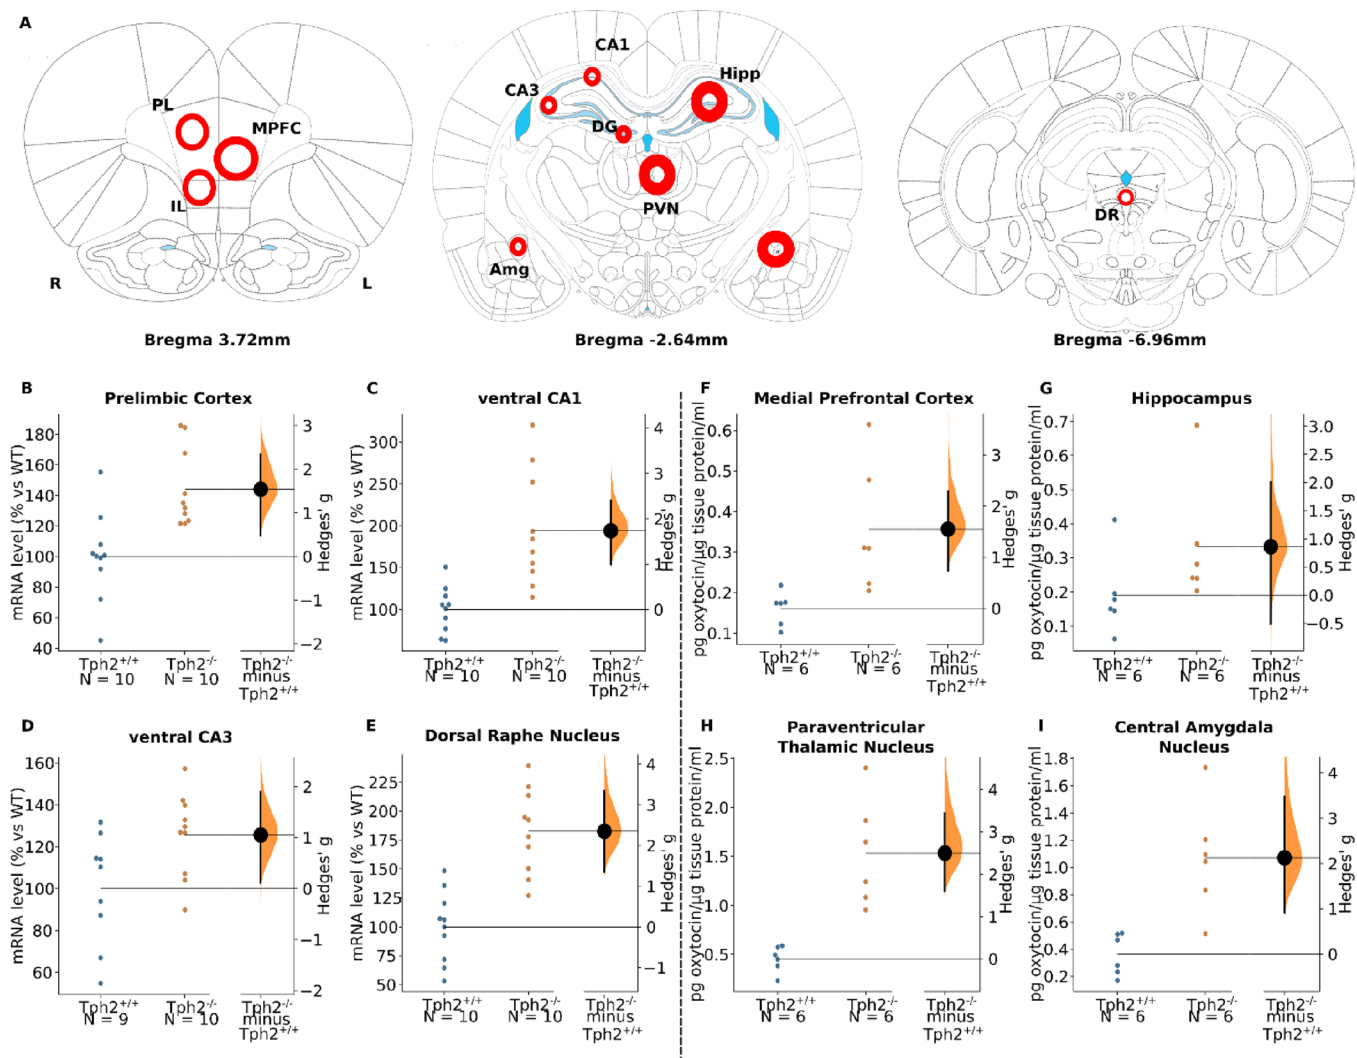 A
PL
MPFC
IL
R
L
Bregma 3.72mm
CA1
CA3
Hipp
DG
PVN
Amg
Bregma -2.64mm
DR
Bregma -6.96mm
B
Prelimbic Cortex
mRNA level (% vs WT)
180
160
140
120
100
80
60
40
3
2
1
0
−1
−2
Hedges' g
Tph2+/+
N = 10
Tph2-/-
N = 10
Tph2-/-
minus
Tph2+/+
C
ventral CA1
mRNA level (% vs WT)
300
250
200
150
100
4
3
2
1
0
Hedges' g
Tph2+/+
N = 10
Tph2-/-
N = 10
Tph2-/-
minus
Tph2+/+
F
Medial Prefrontal Cortex
pg oxytocin/μg tissue protein/ml
0.6
0.5
0.4
0.3
0.2
0.1
3
2
1
0
Hedges' g
Tph2+/+
N = 6
Tph2-/-
N = 6
Tph2-/-
minus
Tph2+/+
G
Hippocampus
pg oxytocin/μg tissue protein/ml
0.7
0.6
0.5
0.4
0.3
0.2
0.1
3.0
2.5
2.0
1.5
1.0
0.5
0.0
−0.5
Hedges' g
Tph2+/+
N = 6
Tph2-/-
N = 6
Tph2-/-
minus
Tph2+/+
D
ventral CA3
mRNA level (% vs WT)
160
140
120
100
80
60
2
1
0
−1
−2
Hedges' g
Tph2+/+
N = 9
Tph2-/-
N = 10
Tph2-/-
minus
Tph2+/+
E
Dorsal Raphe Nucleus
mRNA level (% vs WT)
225
200
175
150
125
100
75
50
4
3
2
1
0
−1
Hedges' g
Tph2+/+
N = 10
Tph2-/-
N = 10
Tph2-/-
minus
Tph2+/+
H
Paraventricular
Thalamic Nucleus
pg oxytocin/μg tissue protein/ml
2.5
2.0
1.5
1.0
0.5
4
3
2
1
0
Hedges' g
Tph2+/+
N = 6
Tph2-/-
N = 6
Tph2-/-
minus
Tph2+/+
I
Central Amygdala
Nucleus
pg oxytocin/μg tissue protein/ml
1.8
1.6
1.4
1.2
1.0
0.8
0.6
0.4
0.2
4
3
2
1
0
Hedges' g
Tph2+/+
N = 6
Tph2-/-
N = 6
Tph2-/-
minus
Tph2+/+